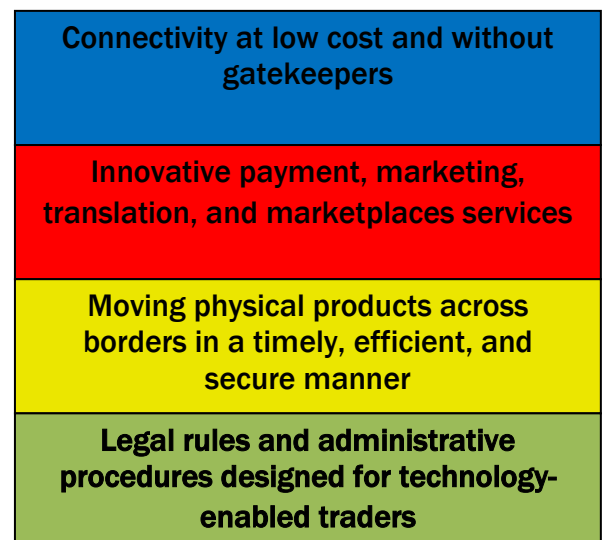 Connectivity at low cost and without
gatekeepers
Innovative payment, marketing,
translation, and marketplaces services
Moving physical products across
borders in a timely, efficient, and
secure manner
Legal rules and administrative
procedures designed for technology-
enabled traders